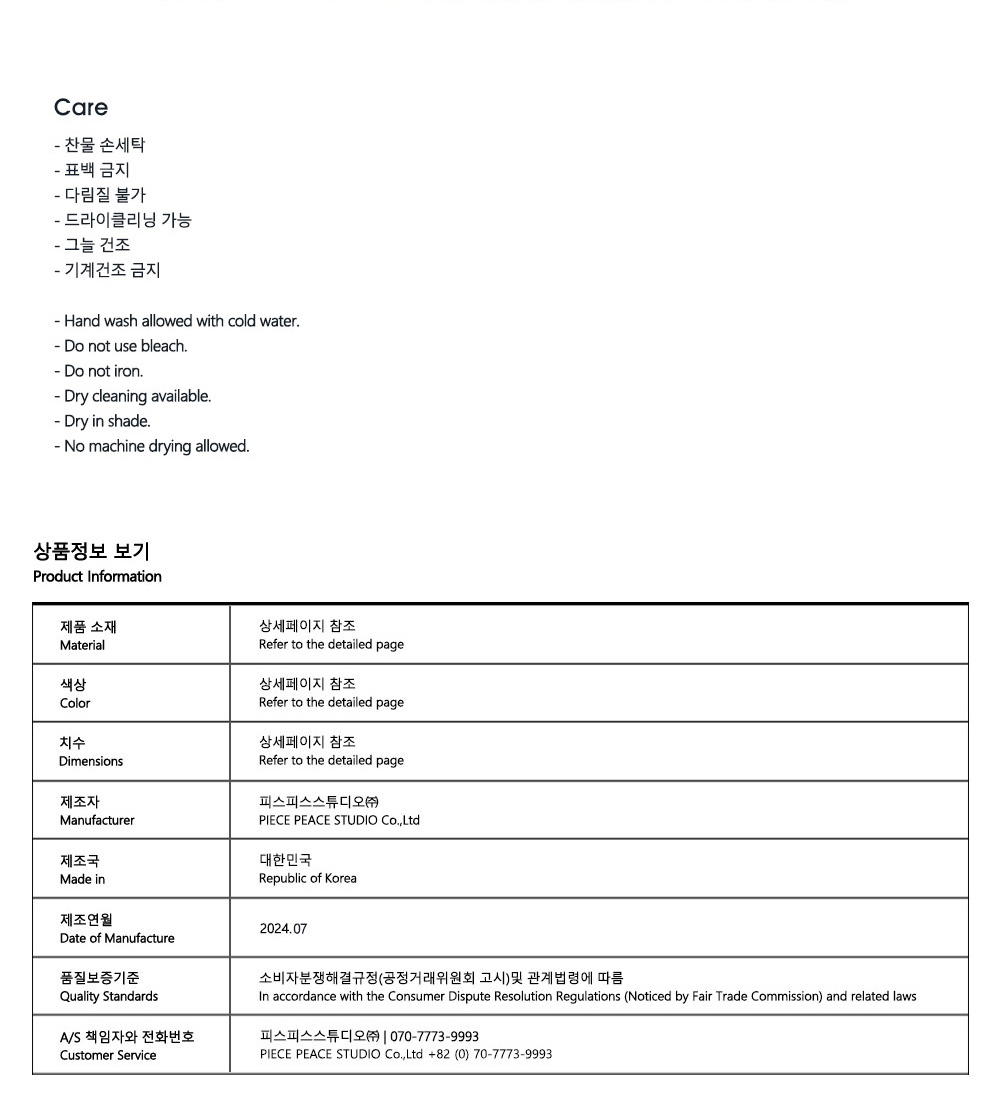 Care
- 찬물 손세탁
- 표백 금지
- 다림질 불가
- 드라이클리닝 가능
- 그늘 건조
- 기계건조 금지
- Hand wash allowed with cold water.
- Do not use bleach.
- Do not iron.
- Dry cleaning available.
- Dry in shade.
- No machine drying allowed.
상품정보 보기
Product Information
제품 소재
Material
상세페이지 참조
Refer to the detailed page
색상
Color
상세페이지 참조
Refer to the detailed page
치수
Dimensions
상세페이지 참조
Refer to the detailed page
제조자
Manufacturer
피스피스스튜디오㈜
PIECE PEACE STUDIO Co.,Ltd
제조국
Made in
대한민국
Republic of Korea
제조연월
Date of Manufacture
2024.07
품질보증기준
Quality Standards
소비자분쟁해결규정(공정거래위원회 고시)및 관계법령에 따름
In accordance with the Consumer Dispute Resolution Regulations (Noticed by Fair Trade Commission) and related laws
A/S 책임자와 전화번호
Customer Service
피스피스스튜디오㈜ | 070-7773-9993
PIECE PEACE STUDIO Co.,Ltd +82 (0) 70-7773-9993